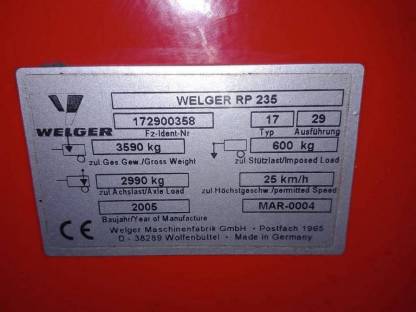 WELGER RP 235
172900358 17 29
WELGER Fz-Ident-Nr Typ Ausführung
3590 kg 600 kg
zul.Ges.Gew./Gross Weight zul.Stützlast/Imposed Load
2990 kg 25 km/h
zul.Achslast/Axle Load zul.Höchstgeschw./permitted Speed
2005 MAR-0004
Baujahr/Year of Manufacture
CE Welger Maschinenfabrik GmbH • Postfach 1965
D - 38289 Wolfenbüttel • Made in Germany